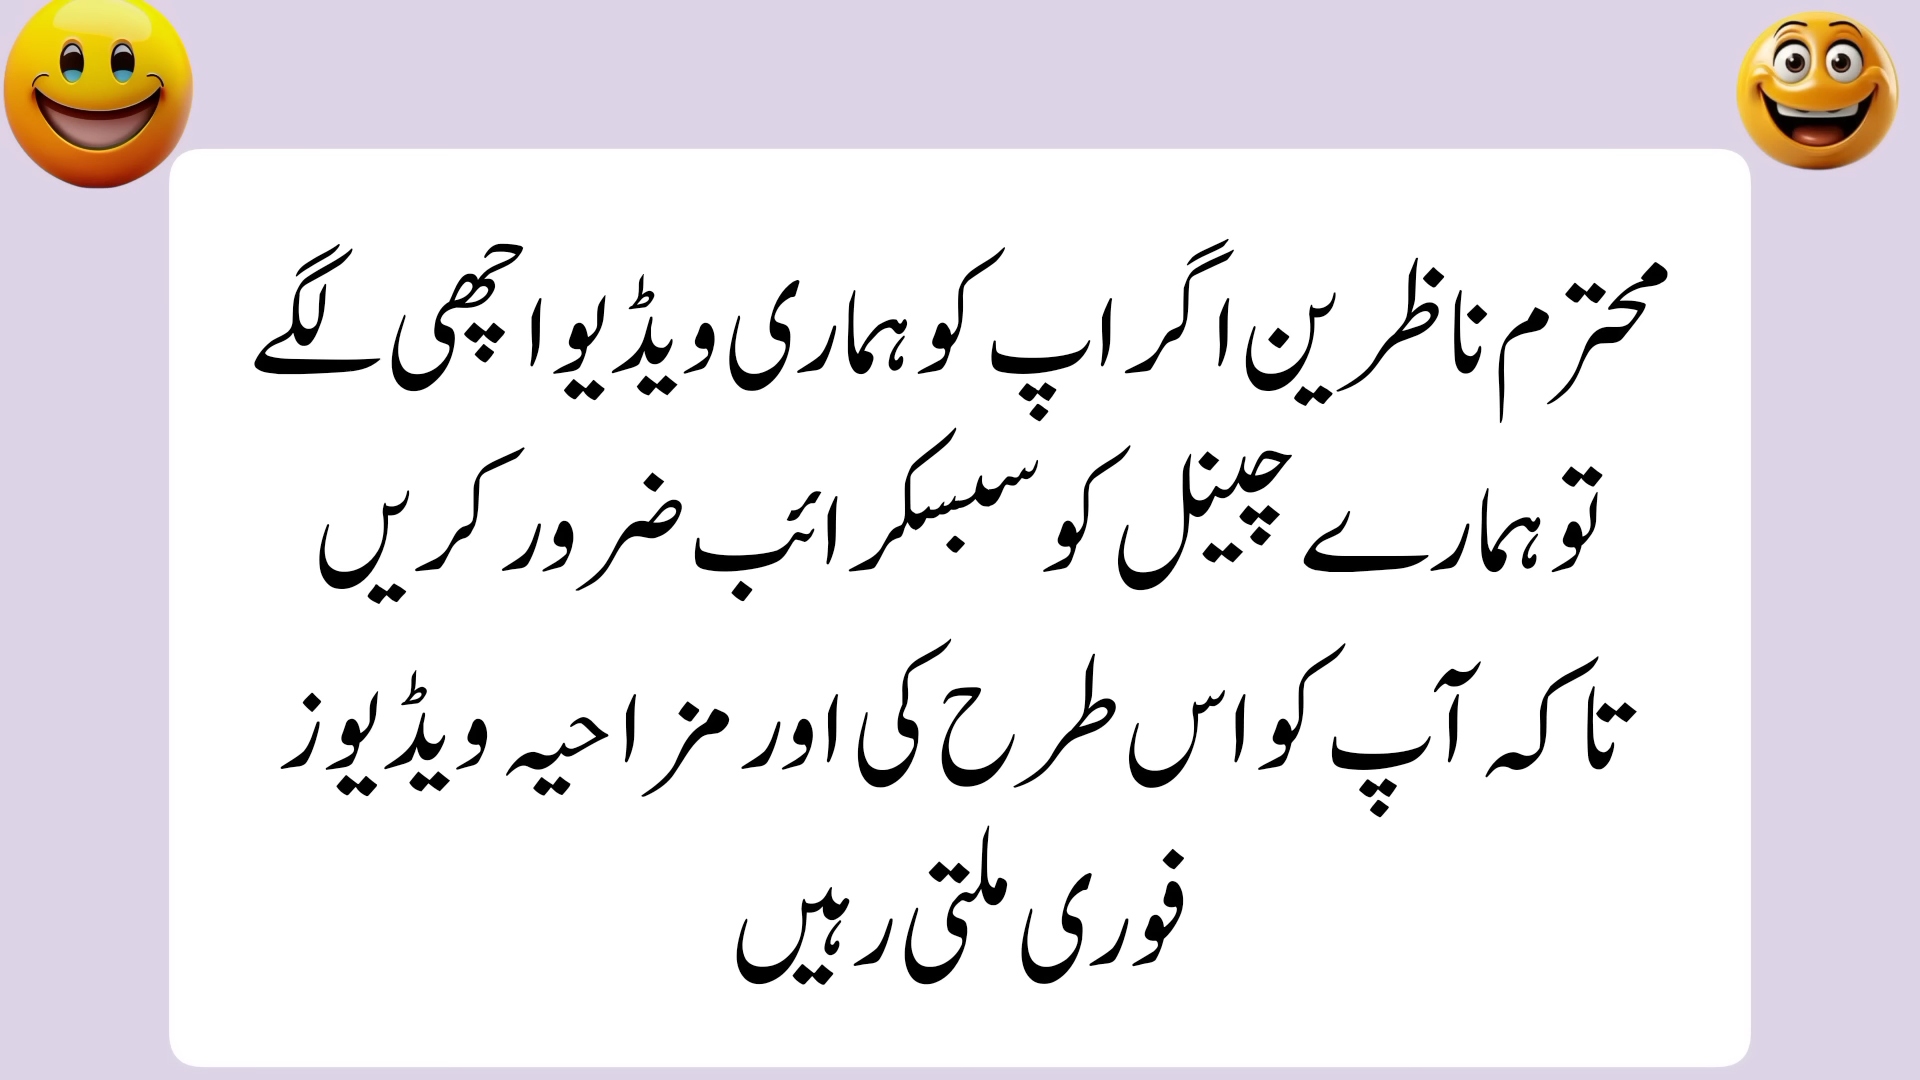 محترم ناظرین اگر اپ کو ہماری ویڈیو اچھی لگے
تو ہمارے چینل کو سبسکرائب ضرور کریں
تاکہ آپ کو اس طرح کی اور مزاحیہ ویڈیوز
فوری ملتی رہیں